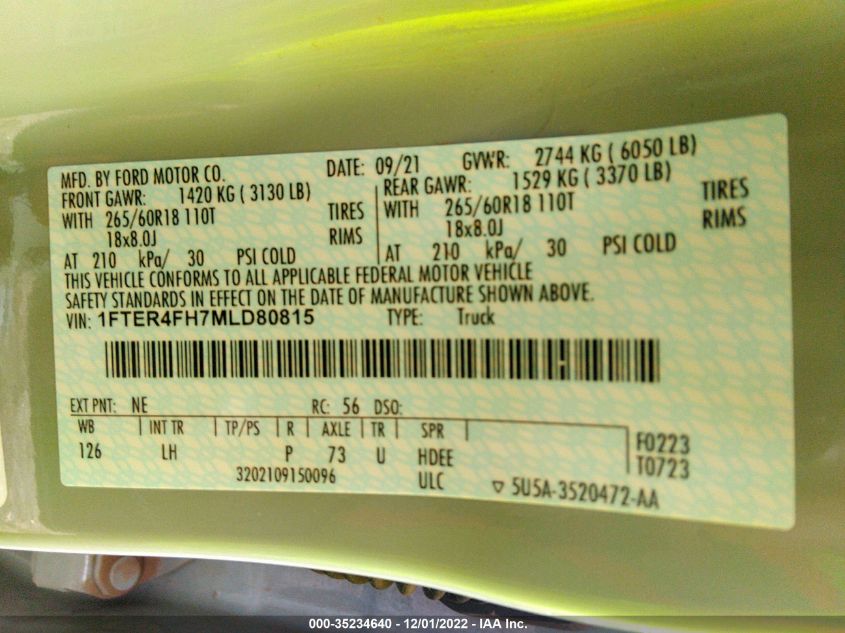 MFD. BY FORD MOTOR CO. DATE: 09/21 GVWR: 2744 KG ( 6050 LB)
FRONT GAWR: 1420 KG ( 3130 LB) REAR GAWR: 1529 KG ( 3370 LB)
WITH 265/60R18 110T TIRES WITH 265/60R18 110T TIRES
18x8.0J RIMS 18x8.0J RIMS
AT 210 kPa/ 30 PSI COLD AT 210 kPa/ 30 PSI COLD
THIS VEHICLE CONFORMS TO ALL APPLICABLE FEDERAL MOTOR VEHICLE
SAFETY STANDARDS IN EFFECT ON THE DATE OF MANUFACTURE SHOWN ABOVE.
VIN: 1FTER4FH7MLD80815 TYPE: Truck
EXT PNT: NE RC: 56 DSO:
WB INT TR TP/PS R AXLE TR SPR
126 LH P 73 U HDEE
F0223
T0723
3202109150096 ULC
5U5A-3520472-AA
000-35234640 - 12/01/2022 - IAA Inc.